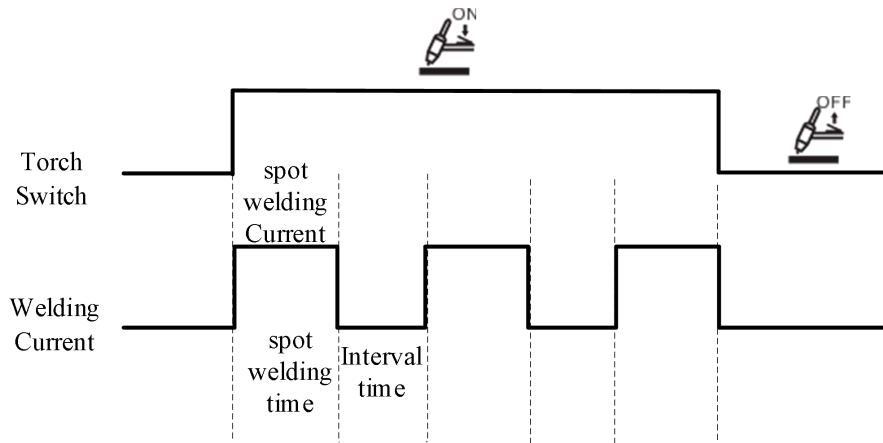 ON
OFF
Torch
Switch
spot
welding
Current
Welding
Current
spot
welding
time
Interval
time